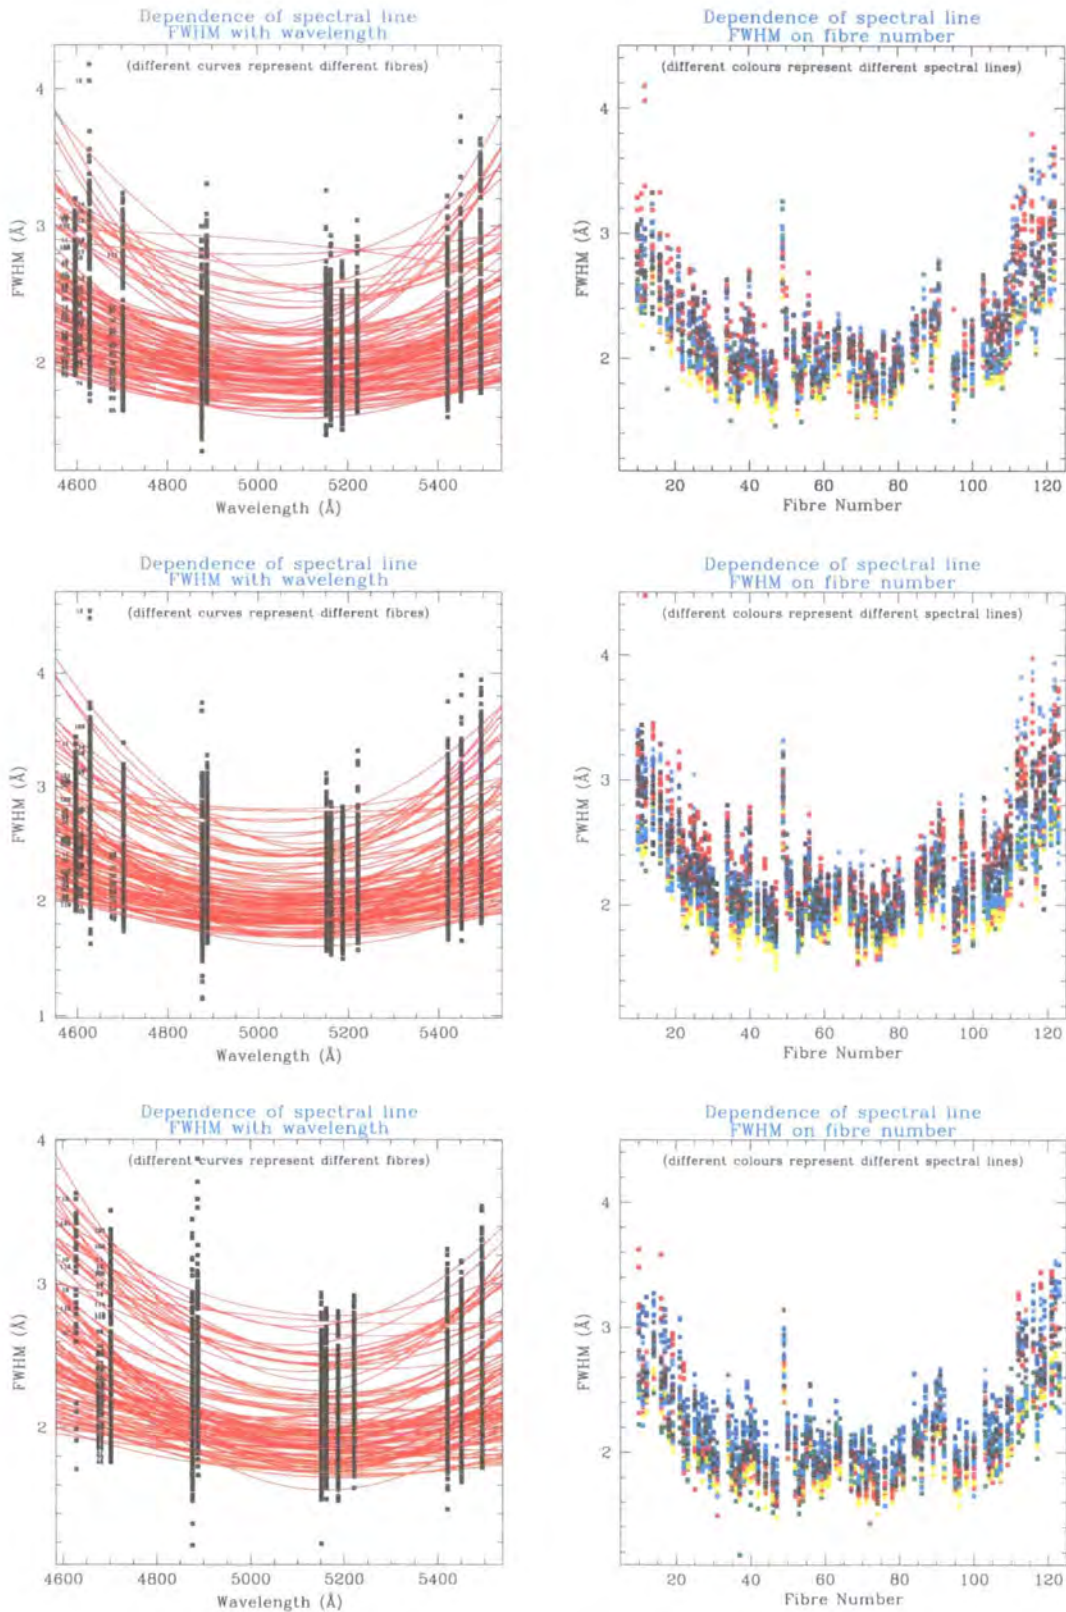 Dependence of spectral line
FWHM with wavelength
(different curves represent different fibres)
4
3
2
FWHM (Å)
4600 4800 5000 5200 5400
Wavelength (Å)
Dependence of spectral line
FWHM on fibre number
(different colours represent different spectral lines)
4
3
2
FWHM (Å)
20 40 60 80 100 120
Fibre Number
Dependence of spectral line
FWHM with wavelength
(different curves represent different fibres)
4
3
2
1
FWHM (Å)
4600 4800 5000 5200 5400
Wavelength (Å)
Dependence of spectral line
FWHM on fibre number
(different colours represent different spectral lines)
4
3
2
FWHM (Å)
20 40 60 80 100 120
Fibre Number
Dependence of spectral line
FWHM with wavelength
(different curves represent different fibres)
4
3
2
FWHM (Å)
4600 4800 5000 5200 5400
Wavelength (Å)
Dependence of spectral line
FWHM on fibre number
(different colours represent different spectral lines)
4
3
2
FWHM (Å)
20 40 60 80 100 120
Fibre Number